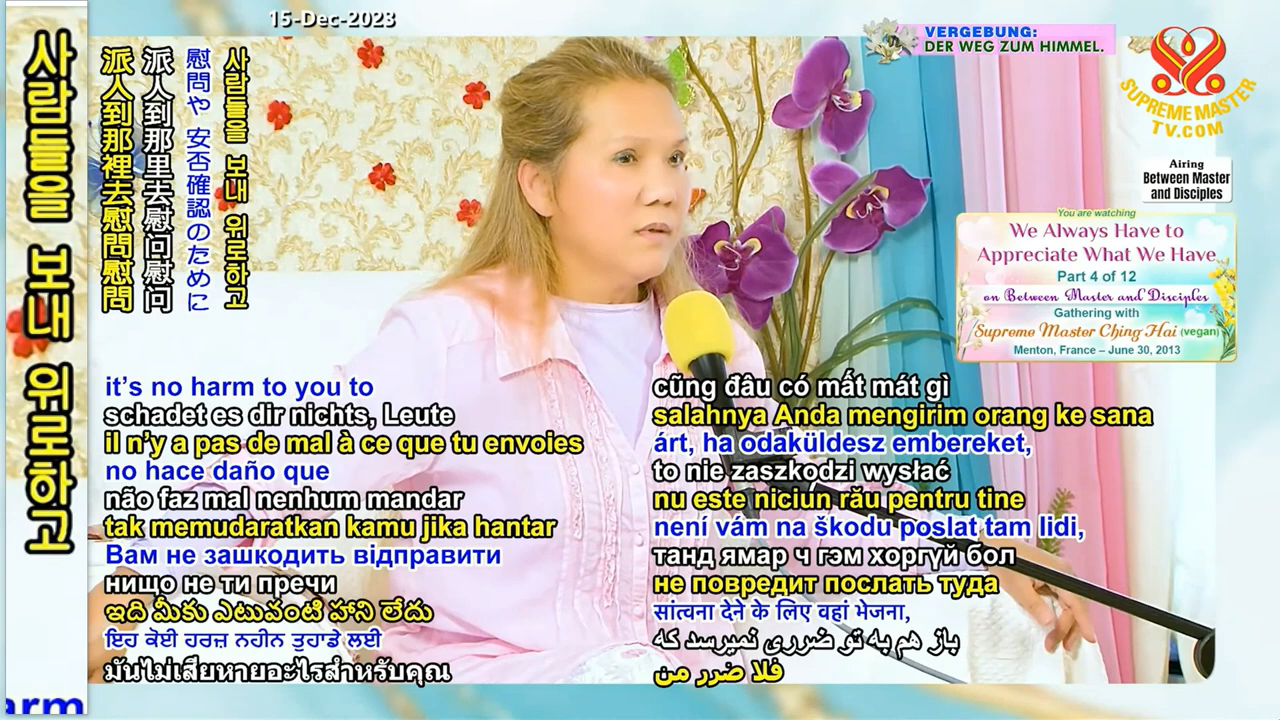 15-Dec-2023
사람들을 보내 위로하고
派人到那裡去慰問慰問
派人到那里去慰问慰问
慰問や 安否確認のために
사람들을 보내 위로하고
VERGEBUNG:
DER WEG ZUM HIMMEL.
SUPREME MASTER
TV.COM
Airing
Between Master
and Disciples
You are watching
We Always Have to
Appreciate What We Have
Part 4 of 12
on Between Master and Disciples
Gathering with
Supreme Master Ching Hai (vegan)
Menton, France – June 30, 2013
it’s no harm to you to
schadet es dir nichts, Leute
il n’y a pas de mal à ce que tu envoies
no hace daño que
não faz mal nenhum mandar
tak memudaratkan kamu jika hantar
Вам не зашкодить відправити
нищо не ти пречи
ఇది మీకు ఎటువంటి హాని లేదు
ਇਹ ਕੋਈ ਹਰਜ਼ ਨਹੀਨ ਤੁਹਾਡੇ ਲਈ
มันไม่เสียหายอะไรสำหรับคุณ
cũng đâu có mất mát gì
salahnya Anda mengirim orang ke sana
árt, ha odaküldesz embereket,
to nie zaszkodzi wysłać
nu este niciun rău pentru tine
není vám na škodu poslat tam lidi,
танд ямар ч гэм хоргүй бол
не повредит послать туда
सांत्वना देने के लिए वहां भेजना,
باز هم به تو ضرری نمیرسد که
فلا ضرر من
arm